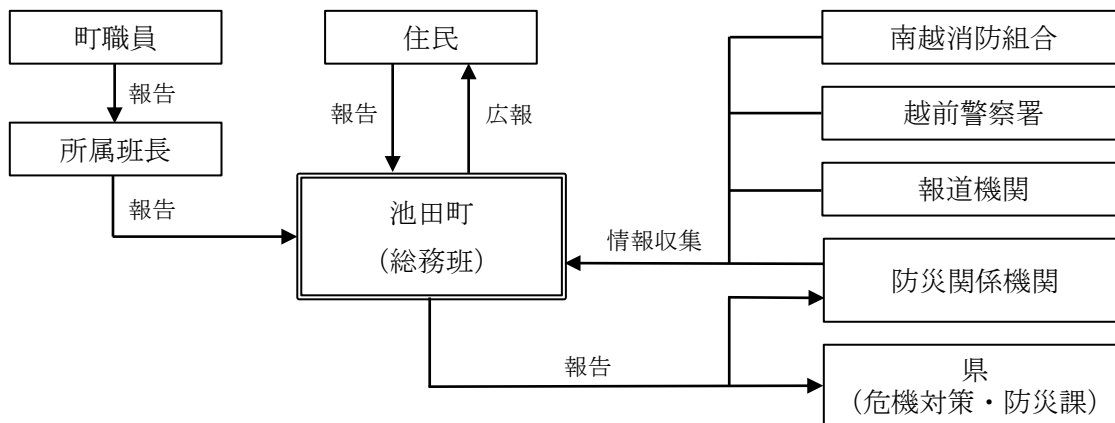 町職員
報告
所属班長
報告
住民
報告
広報
池田町
（総務班）
情報収集
報告
南越消防組合
越前警察署
報道機関
防災関係機関
県
（危機対策・防災課）